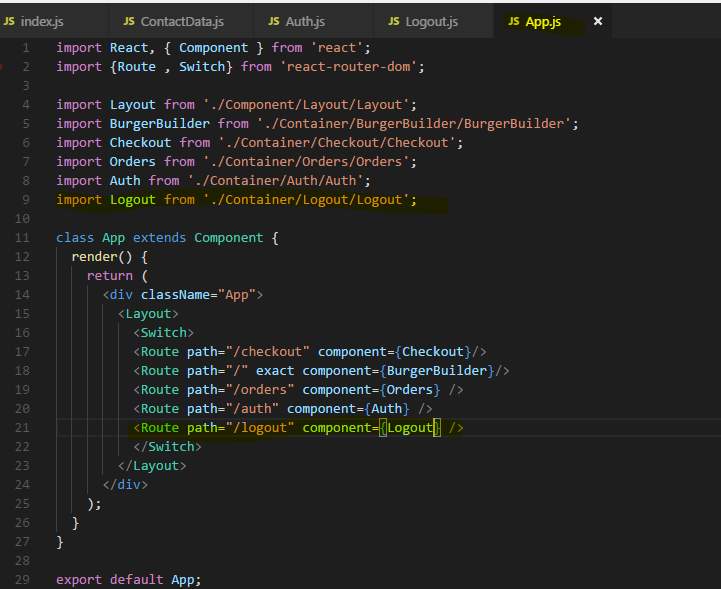 JS index.js JS ContactData.js JS Auth.js JS Logout.js JS App.js ×
1 import React, { Component } from 'react';
2 import {Route , Switch} from 'react-router-dom';
3
4 import Layout from './Component/Layout/Layout';
5 import BurgerBuilder from './Container/BurgerBuilder/BurgerBuilder';
6 import Checkout from './Container/Checkout/Checkout';
7 import Orders from './Container/Orders/Orders';
8 import Auth from './Container/Auth/Auth';
9 import Logout from './Container/Logout/Logout';
10
11 class App extends Component {
12   render() {
13     return (
14       <div className="App">
15         <Layout>
16           <Switch>
17           <Route path="/checkout" component={Checkout}/>
18           <Route path="/" exact component={BurgerBuilder}/>
19           <Route path="/orders" component={Orders} />
20           <Route path="/auth" component={Auth} />
21           <Route path="/logout" component={Logout} />
22           </Switch>
23         </Layout>
24       </div>
25     );
26   }
27 }
28
29 export default App;